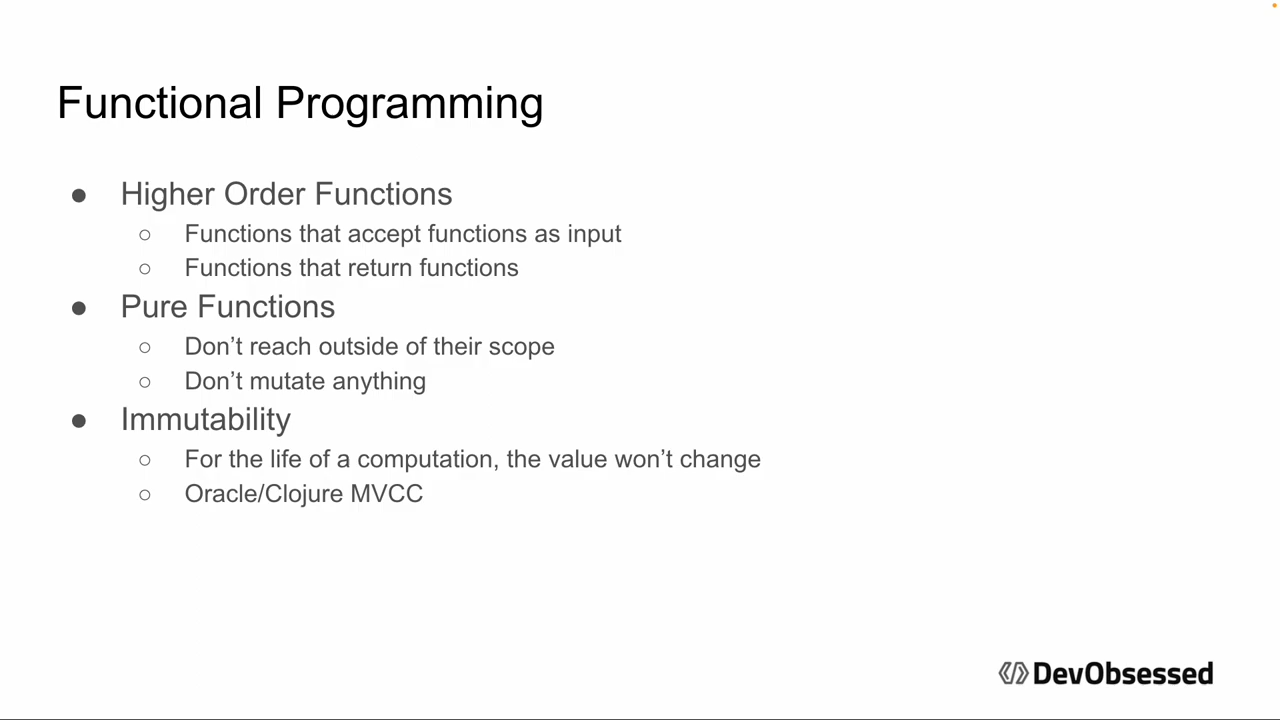 Functional Programming
● Higher Order Functions
○ Functions that accept functions as input
○ Functions that return functions
● Pure Functions
○ Don’t reach outside of their scope
○ Don’t mutate anything
● Immutability
○ For the life of a computation, the value won’t change
○ Oracle/Clojure MVCC
DevObsessed